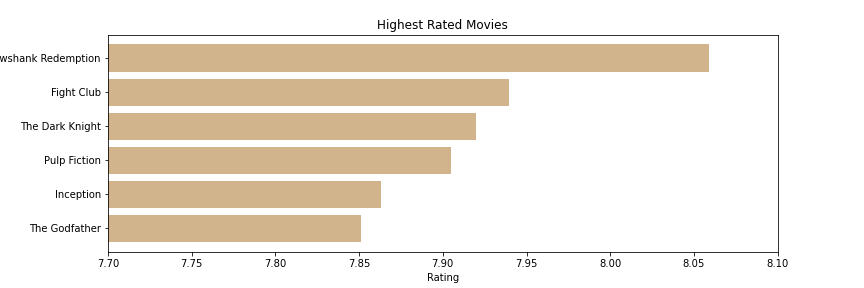 Highest Rated Movies
wshank Redemption
Fight Club
The Dark Knight
Pulp Fiction
Inception
The Godfather
7.70 7.75 7.80 7.85 7.90 7.95 8.00 8.05 8.10
Rating